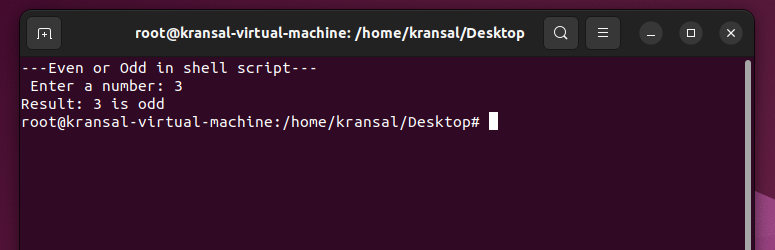 root@kransal-virtual-machine: /home/kransal/Desktop
---Even or Odd in shell script---
 Enter a number: 3
Result: 3 is odd
root@kransal-virtual-machine:/home/kransal/Desktop#